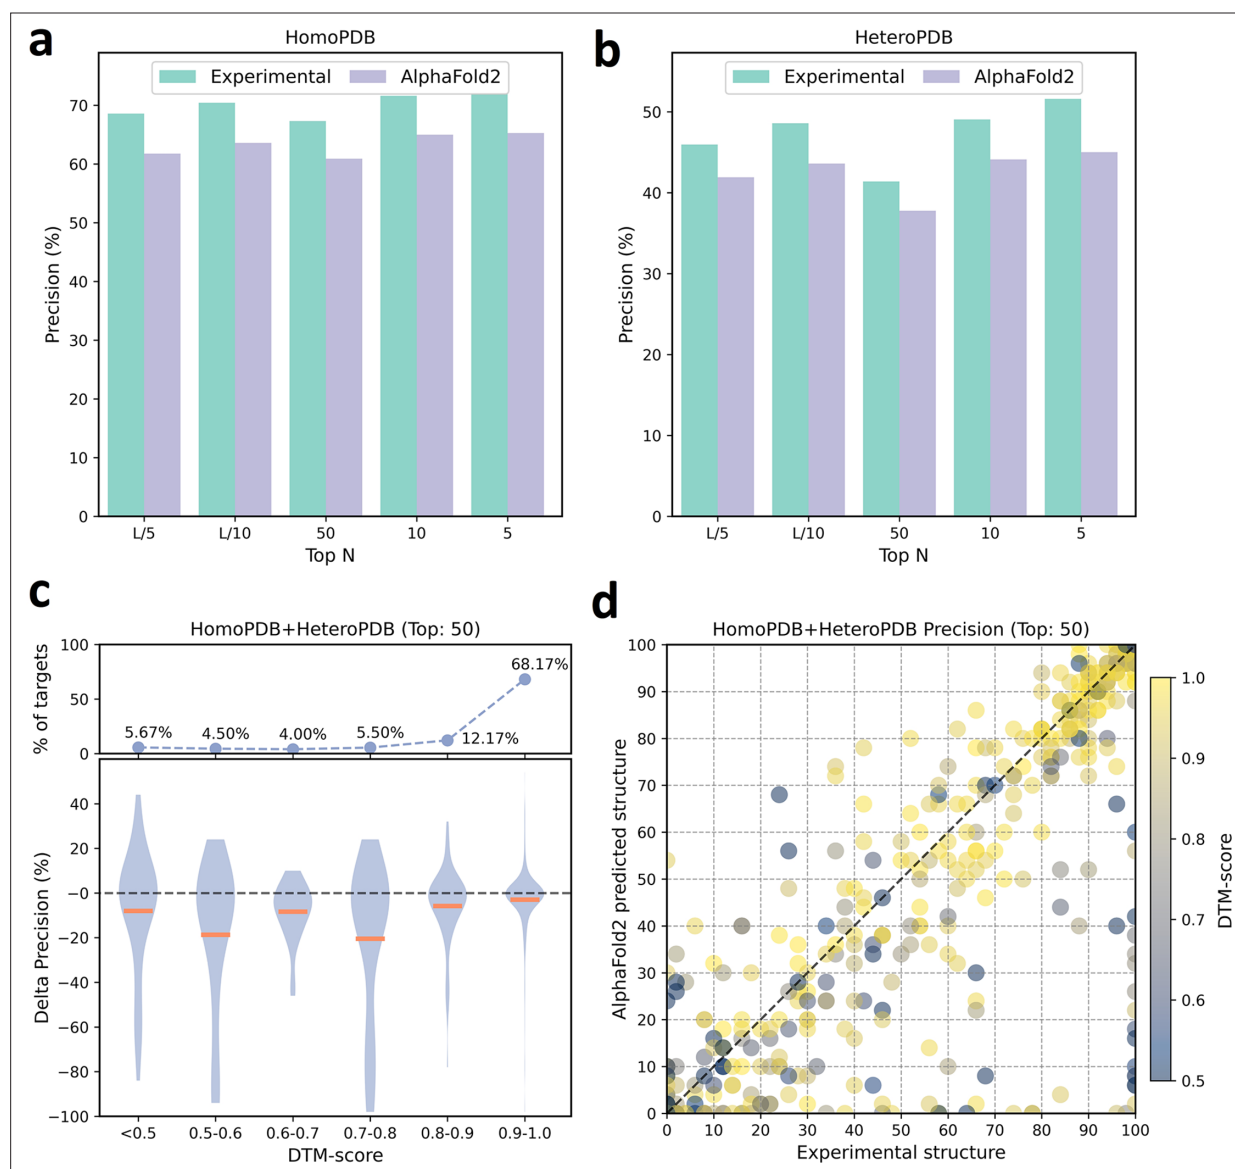 a
HomoPDB
Experimental AlphaFold2
Precision (%)
70
60
50
40
30
20
10
0
L/5 L/10 50 10 5
Top N
b
HeteroPDB
Experimental AlphaFold2
Precision (%)
50
40
30
20
10
0
L/5 L/10 50 10 5
Top N
c
HomoPDB+HeteroPDB (Top: 50)
% of targets
100
50
0
5.67% 4.50% 4.00% 5.50% 12.17% 68.17%
Delta Precision (%)
40
20
0
−20
−40
−60
−80
−100
<0.5 0.5-0.6 0.6-0.7 0.7-0.8 0.8-0.9 0.9-1.0
DTM-score
d
HomoPDB+HeteroPDB Precision (Top: 50)
AlphaFold2 predicted structure
100
90
80
70
60
50
40
30
20
10
0
0 10 20 30 40 50 60 70 80 90 100
Experimental structure
1.0
0.9
0.8
0.7
0.6
0.5
DTM-score